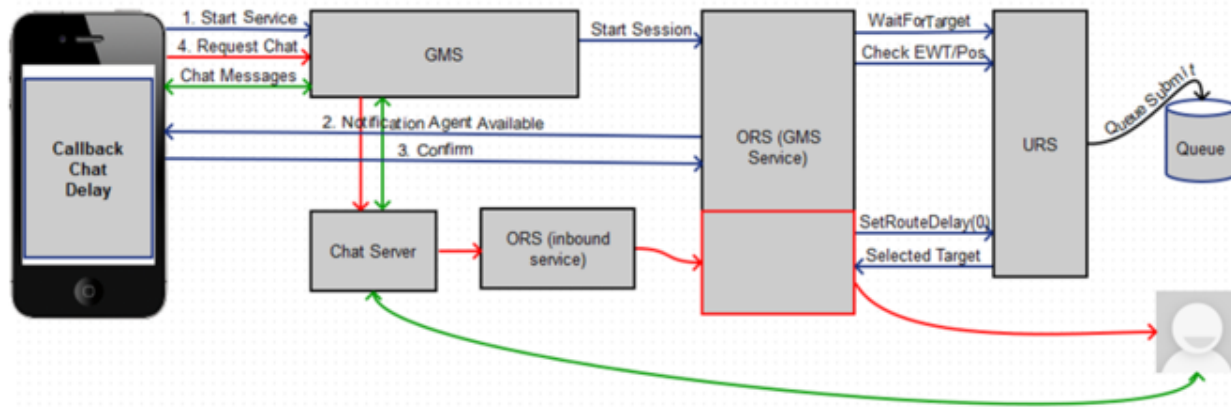 1. Start Service
4. Request Chat
Chat Messages
GMS
Start Session
WaitForTarget
Check EWT/Pos
Queue Submit
Queue
URS
ORS (GMS
Service)
2. Notification Agent Available
3. Confirm
Callback
Chat
Delay
Chat Server
ORS (inbound
service)
SetRouteDelay(0)
Selected Target